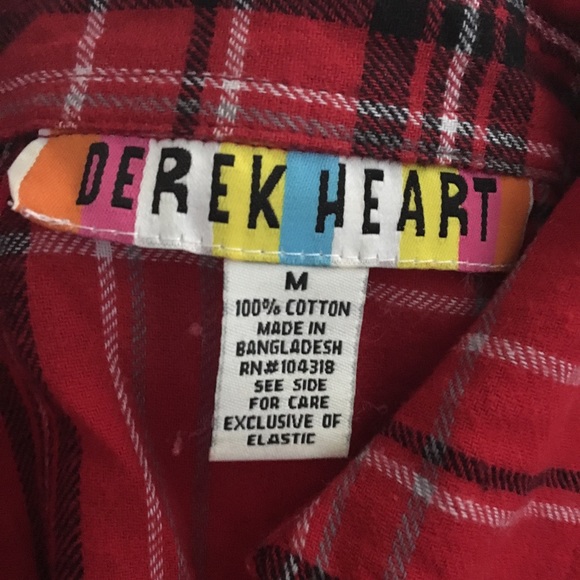 DEREK HEART
M
100% COTTON
MADE IN
BANGLADESH
RN#104318
SEE SIDE
FOR CARE
EXCLUSIVE OF
ELASTIC